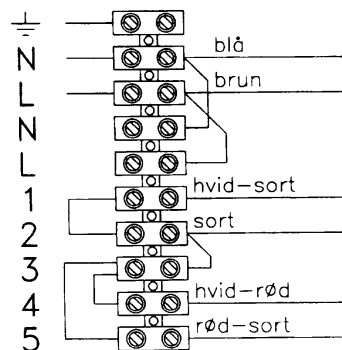 N blå
L brun
N
L
1 hvid-sort
2 sort
3
4 hvid-rød
5 rød-sort